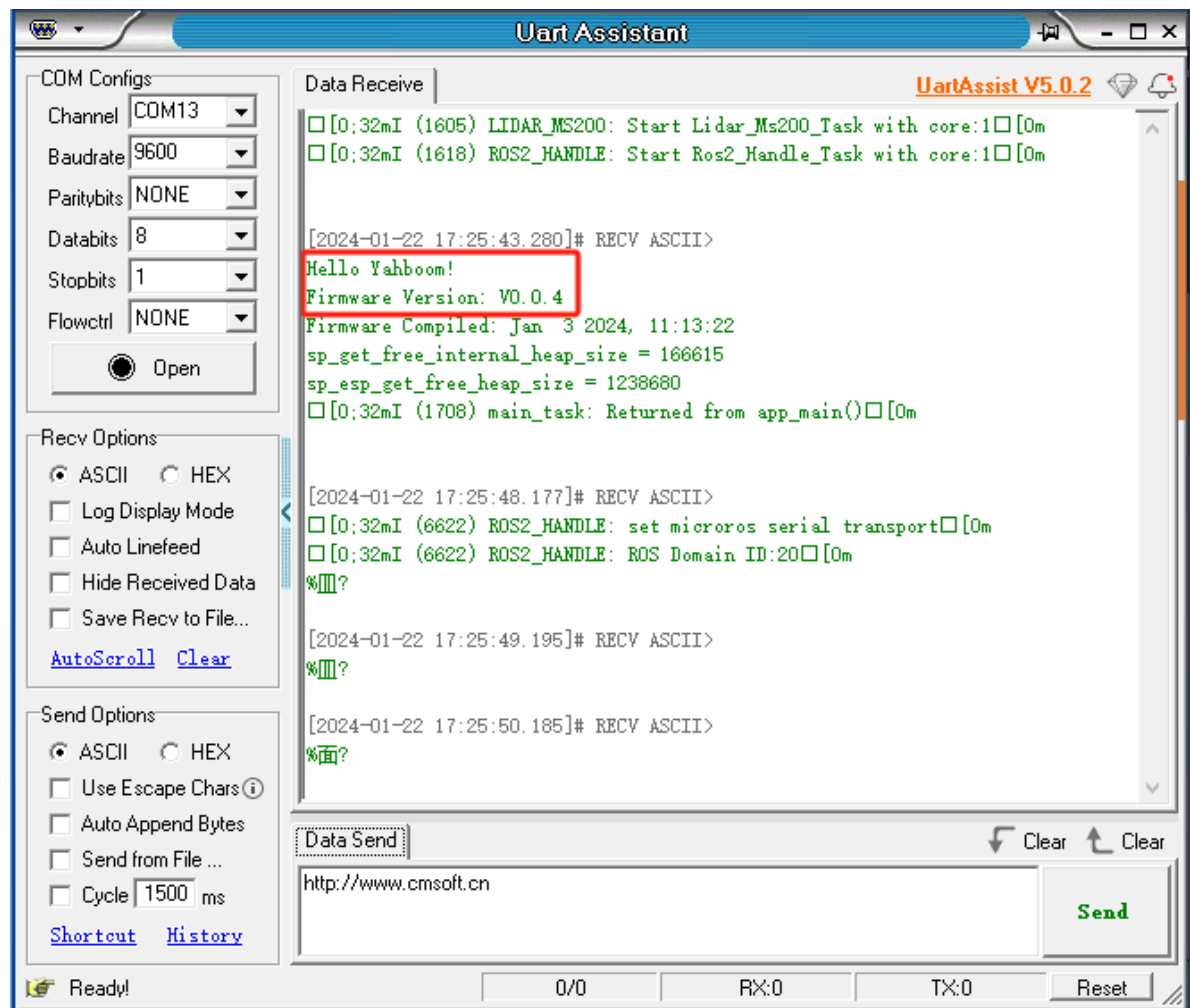 Uart Assistant
COM Configs
Channel COM13
Baudrate 9600
Paritybits NONE
Databits 8
Stopbits 1
Flowctrl NONE
Open
Recv Options
ASCII HEX
Log Display Mode
Auto Linefeed
Hide Received Data
Save Recv to File...
AutoScroll Clear
Send Options
ASCII HEX
Use Escape Chars
Auto Append Bytes
Send from File ...
Cycle 1500 ms
Shortcut History
Data Receive
UartAssist V5.0.2
□[0;32mI (1605) LIDAR_MS200: Start Lidar_Ms200_Task with core:1□[0m
□[0;32mI (1618) ROS2_HANDLE: Start Ros2_Handle_Task with core:1□[0m
[2024-01-22 17:25:43.280]# RECV ASCII>
Hello Yahboom!
Firmware Version: V0.0.4
Firmware Compiled: Jan  3 2024, 11:13:22
sp_get_free_internal_heap_size = 166615
sp_esp_get_free_heap_size = 1238680
□[0;32mI (1708) main_task: Returned from app_main()□[0m
[2024-01-22 17:25:48.177]# RECV ASCII>
□[0;32mI (6622) ROS2_HANDLE: set microros serial transport□[0m
□[0;32mI (6622) ROS2_HANDLE: ROS Domain ID:20□[0m
[2024-01-22 17:25:49.195]# RECV ASCII>
[2024-01-22 17:25:50.185]# RECV ASCII>
Data Send
Clear Clear
http://www.cmsoft.cn
Send
Ready!
0/0
RX:0
TX:0
Reset